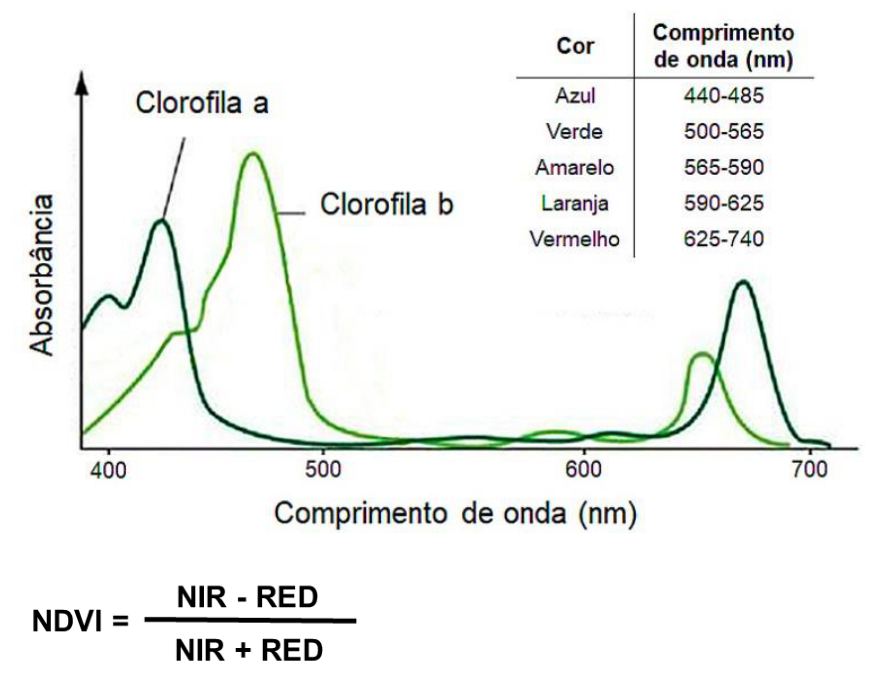 Cor
Comprimento
de onda (nm)
Azul 440-485
Verde 500-565
Amarelo 565-590
Laranja 590-625
Vermelho 625-740
Clorofila a
Clorofila b
Absorbância
400 500 600 700
Comprimento de onda (nm)
NIR - RED
NDVI =
NIR + RED